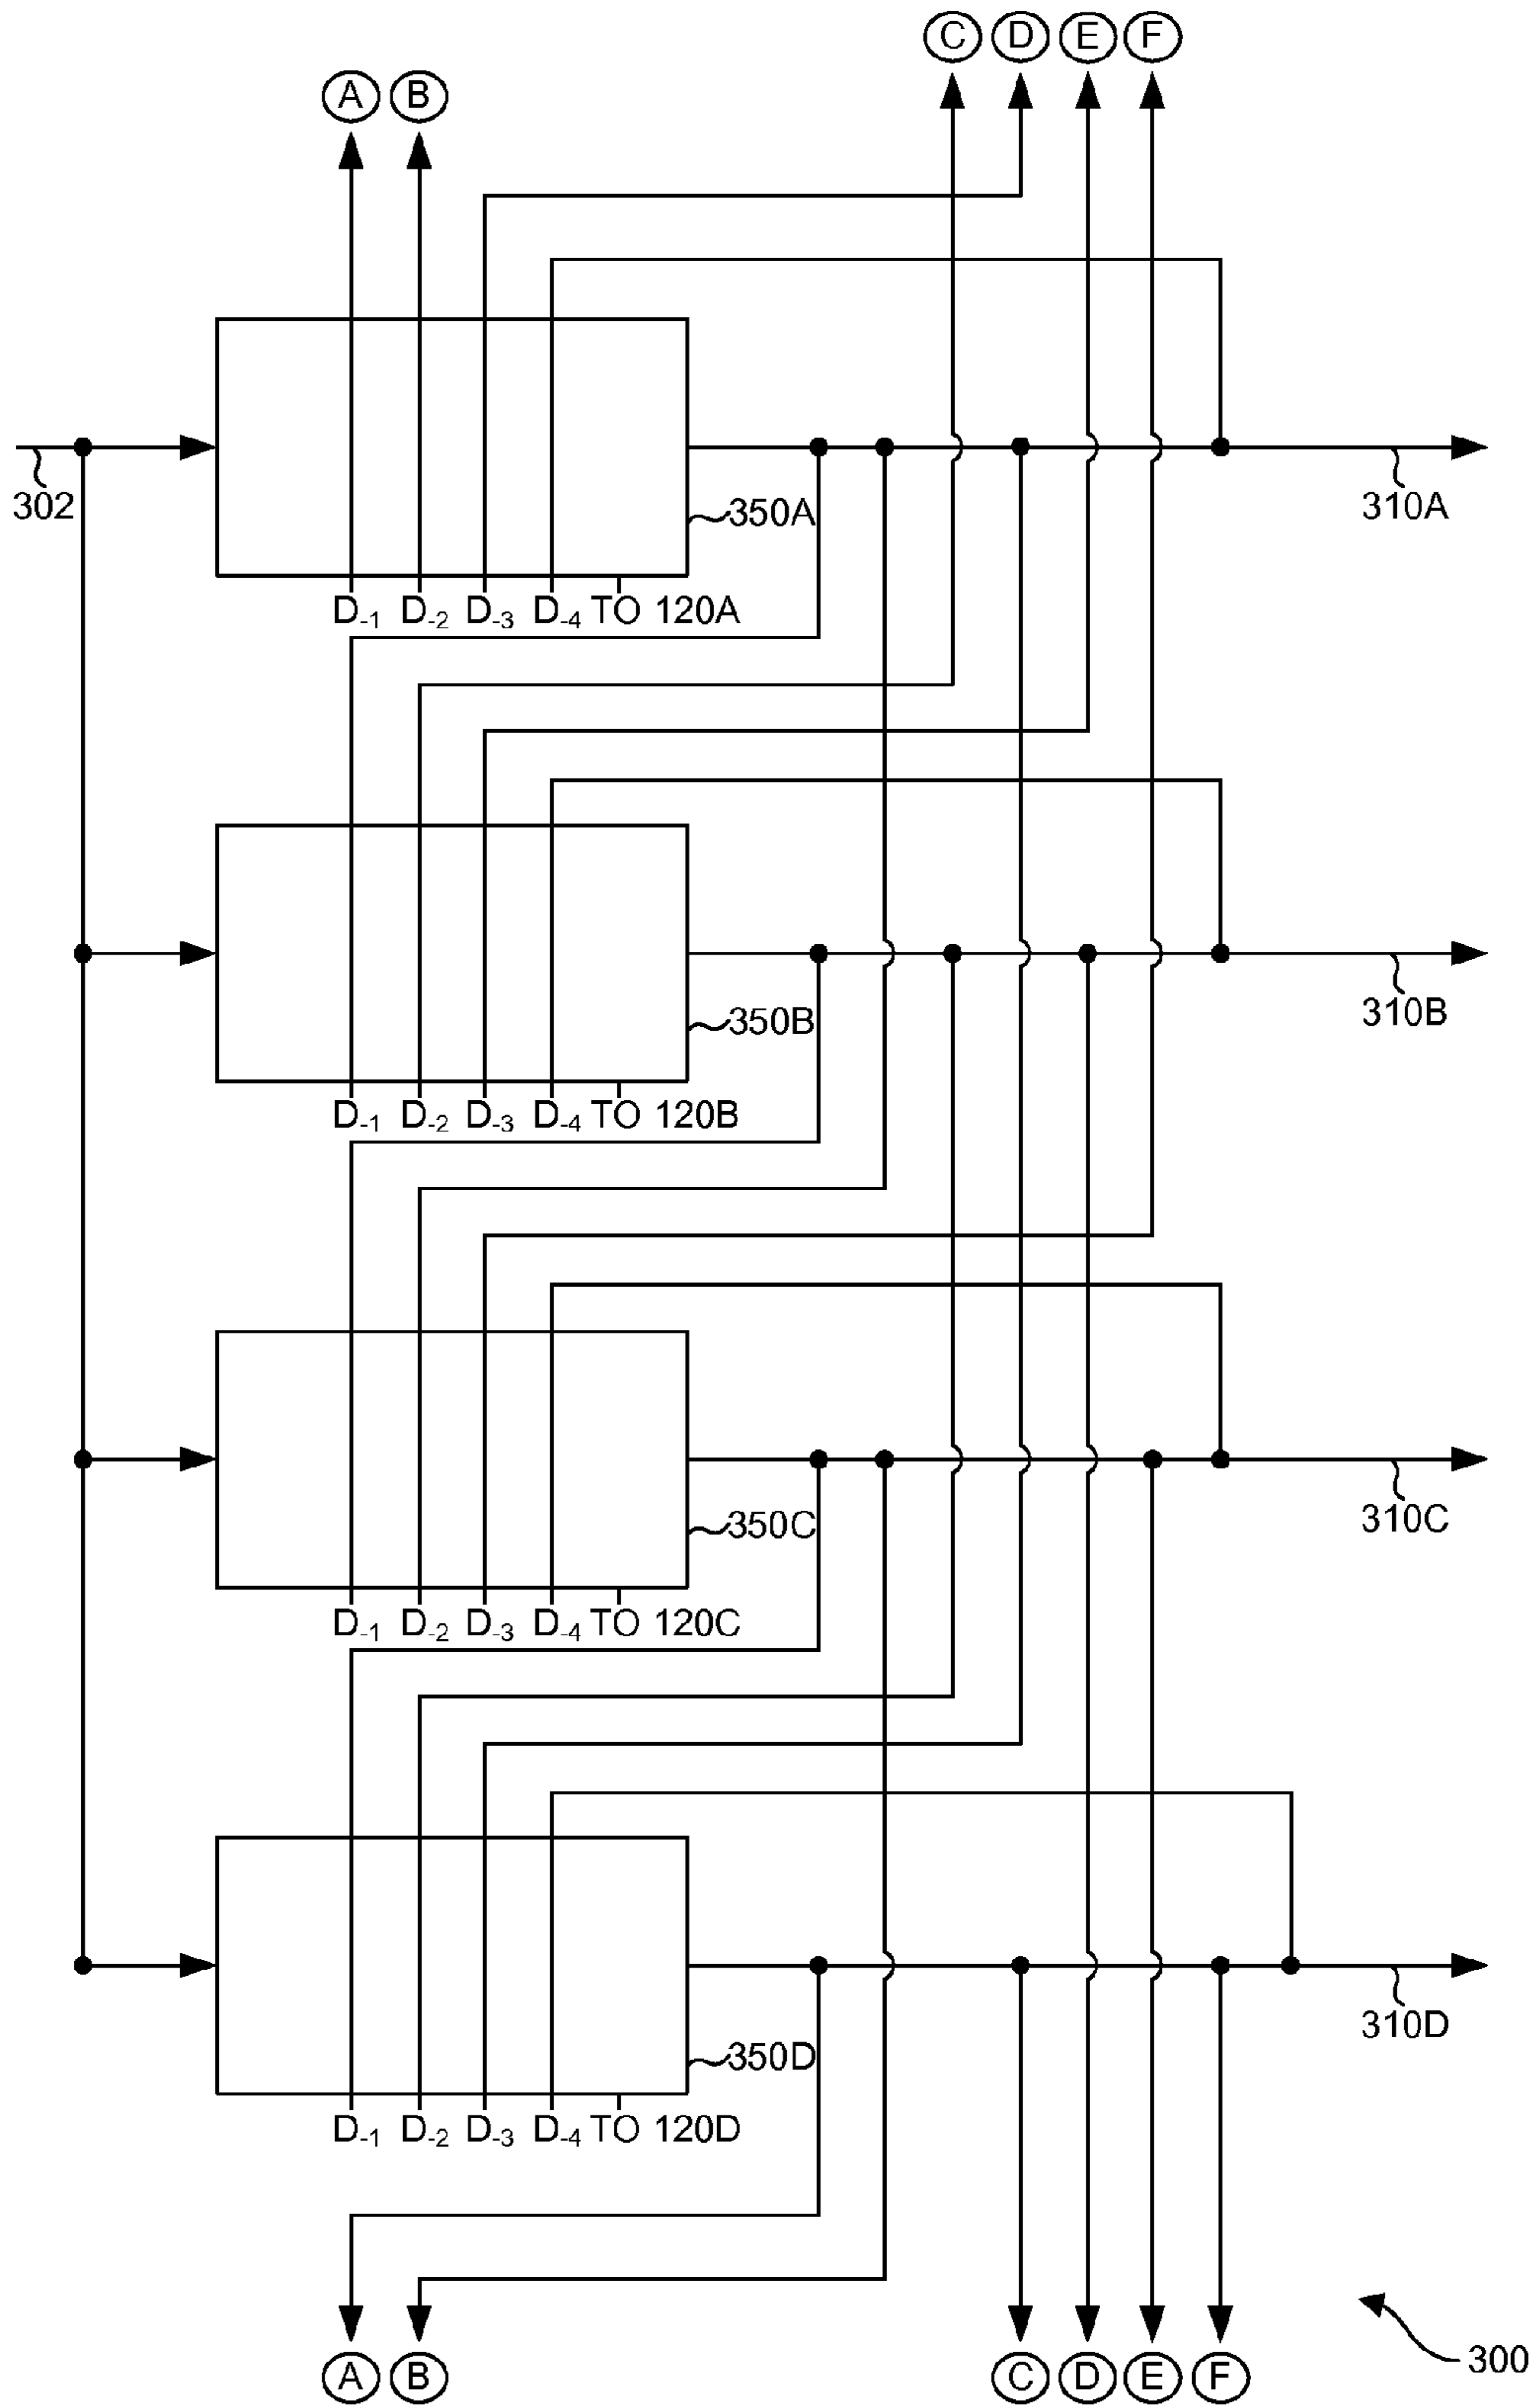 C D E F
A B
302
350A
310A
D-1 D-2 D-3 D-4 TO 120A
350B
310B
D-1 D-2 D-3 D-4 TO 120B
350C
310C
D-1 D-2 D-3 D-4 TO 120C
350D
310D
D-1 D-2 D-3 D-4 TO 120D
300
A B C D E F